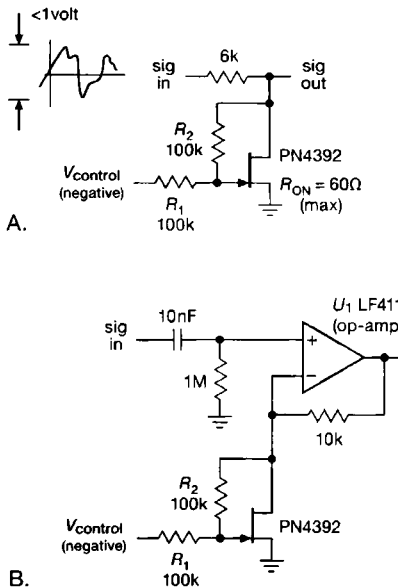 <1volt
sig
in
6k
sig
out
R2
100k
PN4392
Vcontrol
(negative)
R1
100k
RON = 60Ω
(max)
A.
U1 LF411
(op-amp
sig
in
10nF
+
−
1M
10k
R2
100k
Vcontrol
(negative)
PN4392
R1
100k
B.